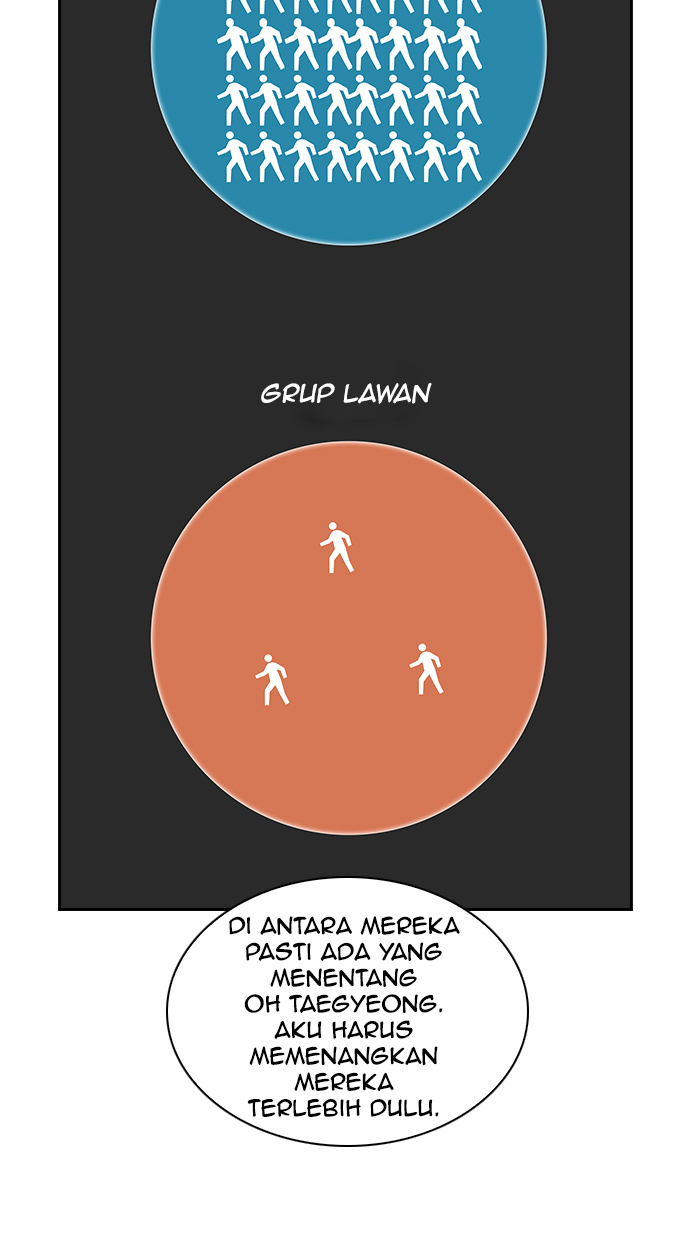 GRUP LAWAN
DI ANTARA MEREKA
PASTI ADA YANG
MENENTANG
OH TAEGYEONG.
AKU HARUS
MEMENANGKAN
MEREKA
TERLEBIH DULU.